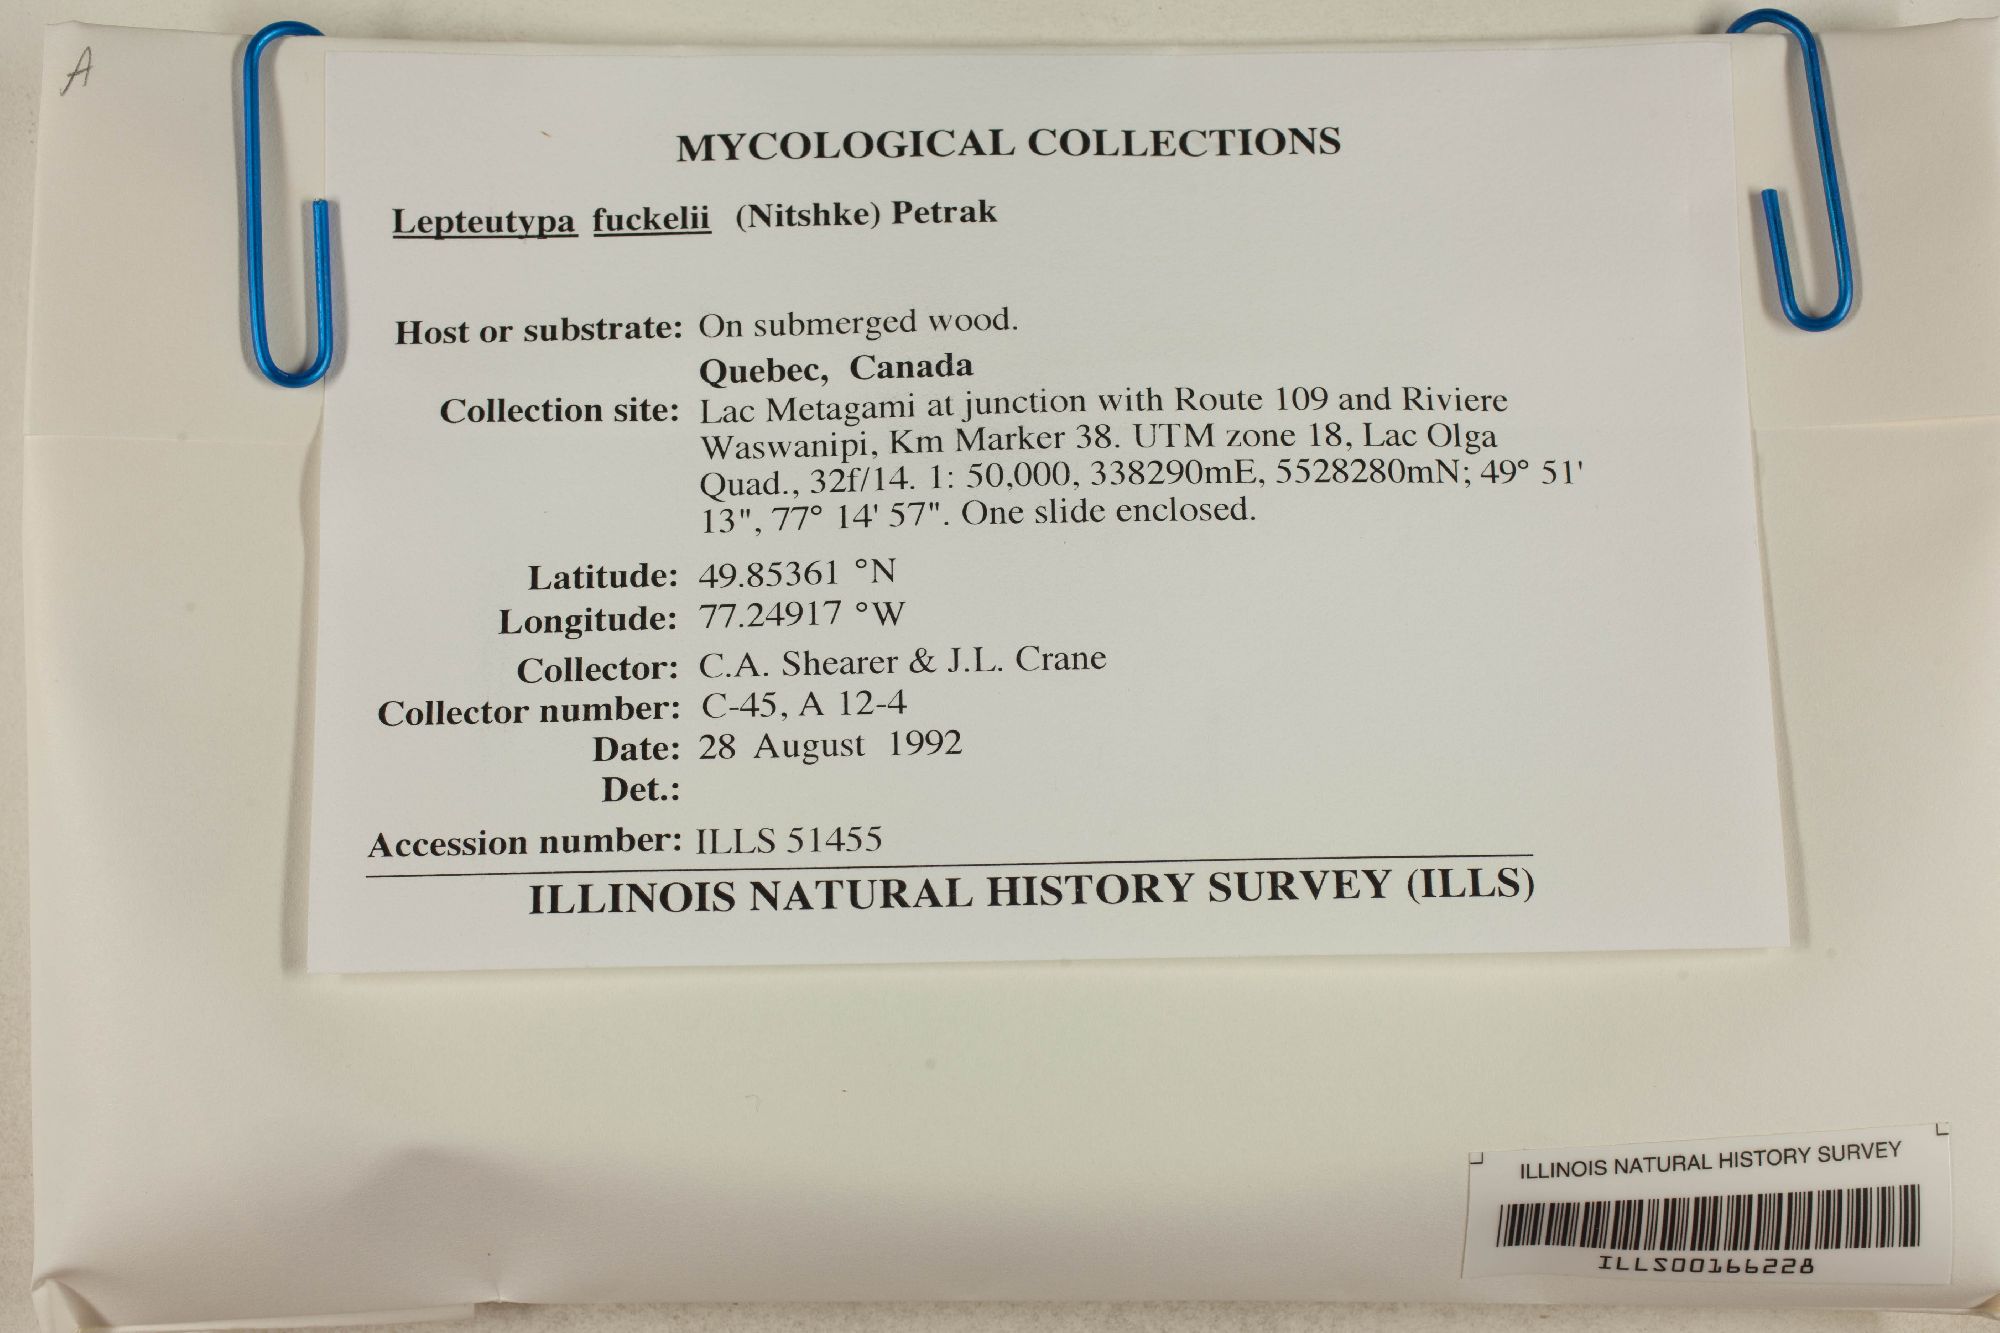 A
MYCOLOGICAL COLLECTIONS
Lepteutypa fuckelii (Nitshke) Petrak
Host or substrate: On submerged wood.
Quebec, Canada
Collection site: Lac Metagami at junction with Route 109 and Riviere
Waswanipi, Km Marker 38. UTM zone 18, Lac Olga
Quad., 32f/14. 1: 50,000, 338290mE, 5528280mN; 49° 51'
13", 77° 14' 57". One slide enclosed.
Latitude: 49.85361 °N
Longitude: 77.24917 °W
Collector: C.A. Shearer & J.L. Crane
Collector number: C-45, A 12-4
Date: 28 August 1992
Det.:
Accession number: ILLS 51455
ILLINOIS NATURAL HISTORY SURVEY (ILLS)
ILLINOIS NATURAL HISTORY SURVEY
ILLS00166228